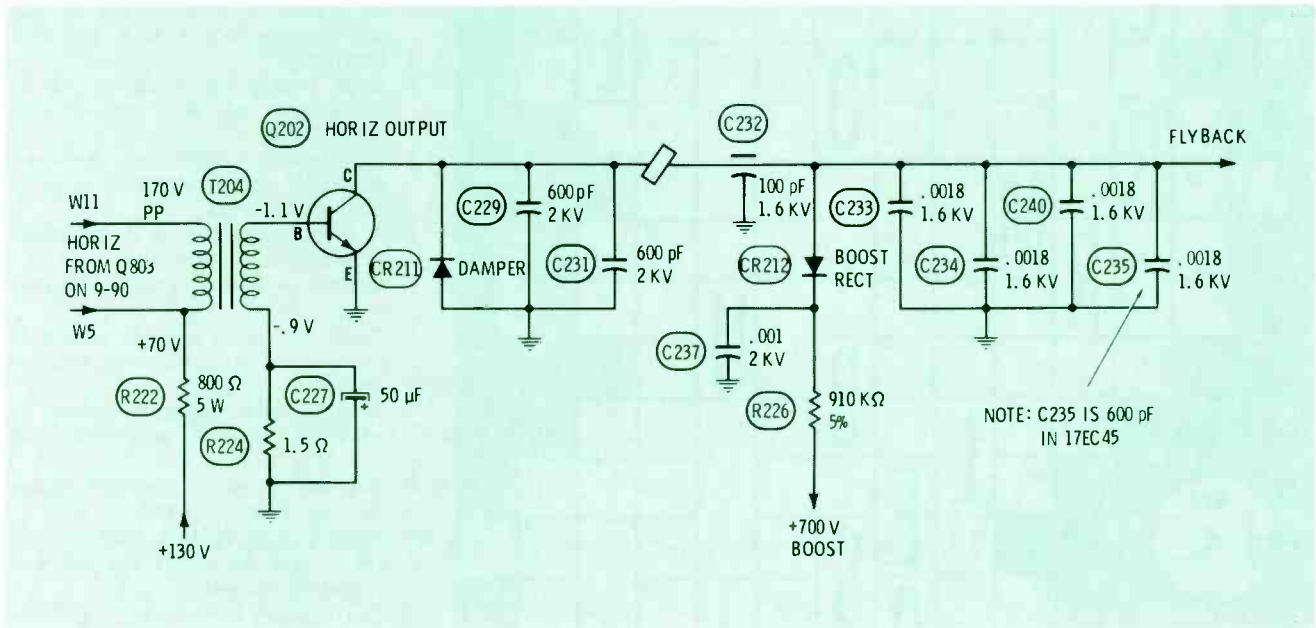 Q202 HORIZ OUTPUT
C232
FLYBACK
C
170 V
PP
T204
W11
-1.1 V
B
HORIZ
FROM Q803
ON 9-90
W5
E
CR211
DAMPER
C229
600 pF
2 KV
C231
600 pF
2 KV
100 pF
1.6 KV
CR212
BOOST
RECT
C233
.0018
1.6 KV
C234
.0018
1.6 KV
C240
.0018
1.6 KV
C235
.0018
1.6 KV
+70 V
-.9 V
R222
800 Ω
5 W
C227
50 µF
+
R224
1.5 Ω
C237
.001
2 KV
R226
910 KΩ
5%
NOTE: C235 IS 600 pF
IN 17EC45
+130 V
+700 V
BOOST